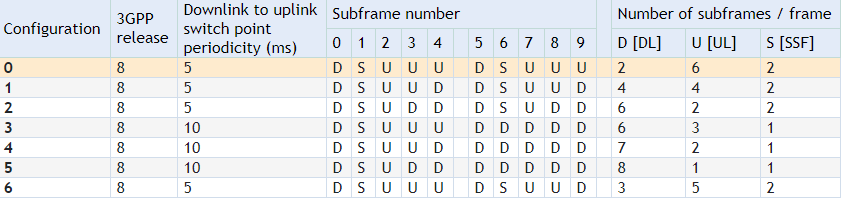 Configuration
3GPP
release
Downlink to uplink
switch point
periodicity (ms)
Subframe number
0 1 2 3 4 5 6 7 8 9
Number of subframes / frame
D [DL] U [UL] S [SSF]
0 8 5 D S U U U D S U U U 2 6 2
1 8 5 D S U U D D S U U D 4 4 2
2 8 5 D S U D D D S U D D 6 2 2
3 8 10 D S U U U D D D D D 6 3 1
4 8 10 D S U U D D D D D D 7 2 1
5 8 10 D S U D D D D D D D 8 1 1
6 8 5 D S U U U D S U U D 3 5 2